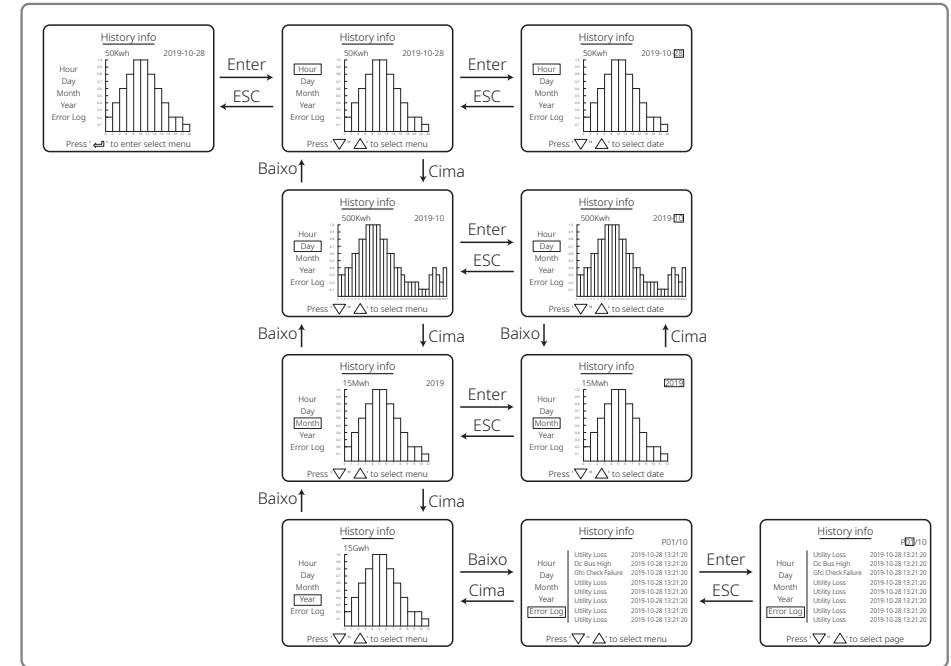 History info
50Kwh 2019-10-28
Hour
Day
Month
Year
Error Log
Press ' ' to enter select menu
Enter
ESC
History info
50Kwh 2019-10-28
Hour
Day
Month
Year
Error Log
Press ' " ' to select menu
Enter
ESC
History info
50Kwh 2019-10-28
Hour
Day
Month
Year
Error Log
Press ' " ' to select date
Baixo
Cima
History info
500Kwh 2019-10
Hour
Day
Month
Year
Error Log
Press ' " ' to select menu
Enter
ESC
History info
500Kwh 2019-10
Hour
Day
Month
Year
Error Log
Press ' " ' to select date
Baixo
Cima
Baixo
Cima
History info
15Mwh 2019
Hour
Day
Month
Year
Error Log
Press ' " ' to select menu
Enter
ESC
History info
15Mwh 2019
Hour
Day
Month
Year
Error Log
Press ' " ' to select date
Baixo
Cima
History info
15Gwh
Hour
Day
Month
Year
Error Log
Press ' " ' to select menu
Baixo
Cima
History info
P01/10
Hour
Day
Month
Year
Error Log
Utility Loss 2019-10-28 13:21:20
Dc Bus High 2019-10-28 13:21:20
Gfci Check Failure 2019-10-28 13:21:20
Utility Loss 2019-10-28 13:21:20
Utility Loss 2019-10-28 13:21:20
Utility Loss 2019-10-28 13:21:20
Utility Loss 2019-10-28 13:21:20
Utility Loss 2019-10-28 13:21:20
Press ' " ' to select menu
Enter
ESC
History info
P01/10
Hour
Day
Month
Year
Error Log
Utility Loss 2019-10-28 13:21:20
Dc Bus High 2019-10-28 13:21:20
Gfci Check Failure 2019-10-28 13:21:20
Utility Loss 2019-10-28 13:21:20
Utility Loss 2019-10-28 13:21:20
Utility Loss 2019-10-28 13:21:20
Utility Loss 2019-10-28 13:21:20
Utility Loss 2019-10-28 13:21:20
Press ' " ' to select page